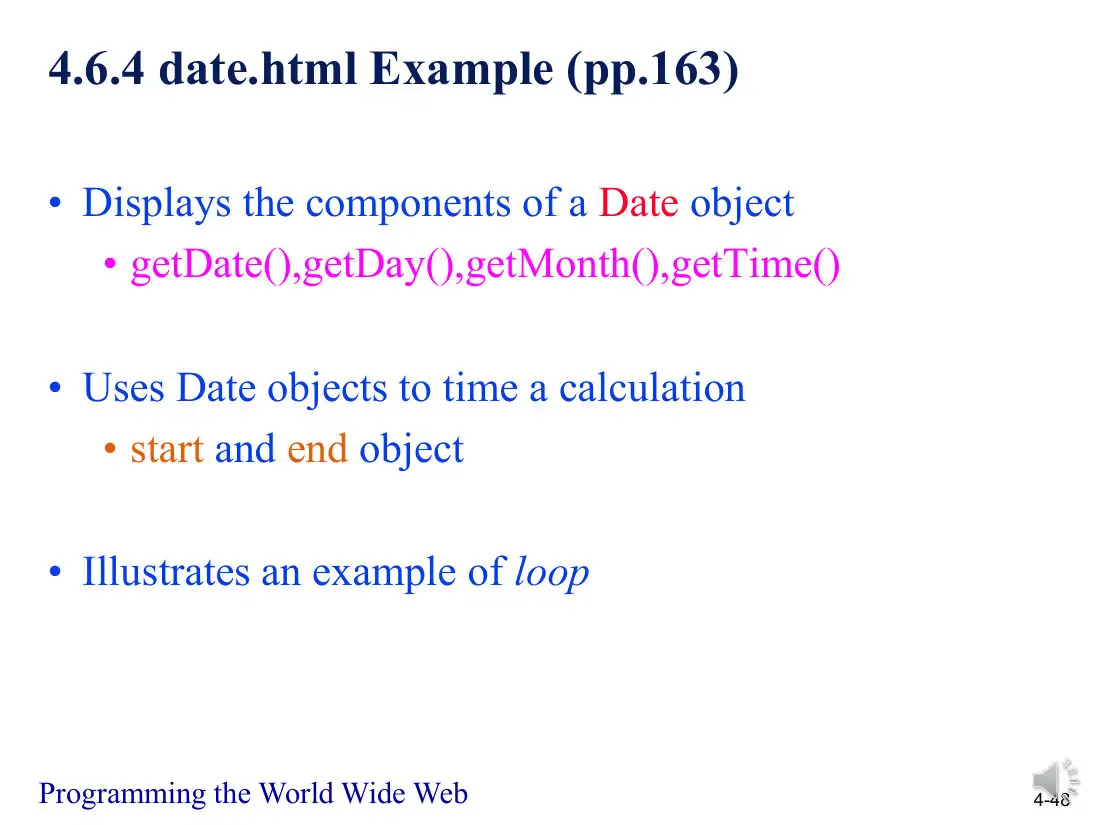 4.6.4 date.html Example (pp.163)
• Displays the components of a Date object
• getDate(),getDay(),getMonth(),getTime()
• Uses Date objects to time a calculation
• start and end object
• Illustrates an example of loop
Programming the World Wide Web
4-48